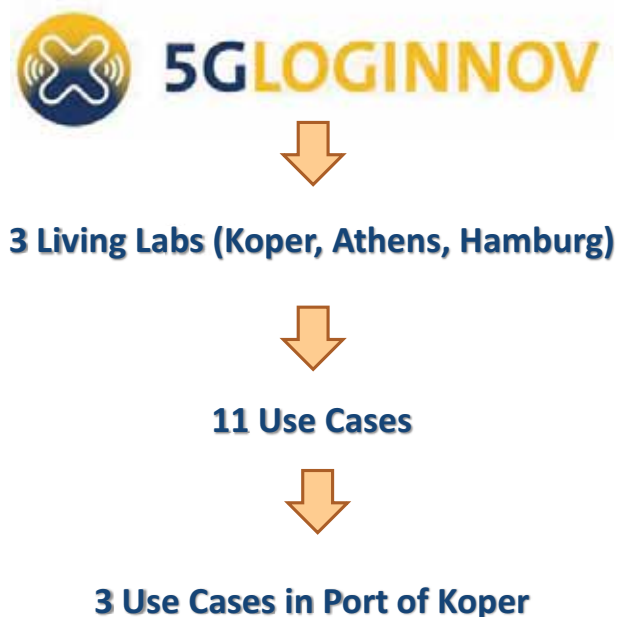 5GLOGINNOV
3 Living Labs (Koper, Athens, Hamburg)
11 Use Cases
3 Use Cases in Port of Koper